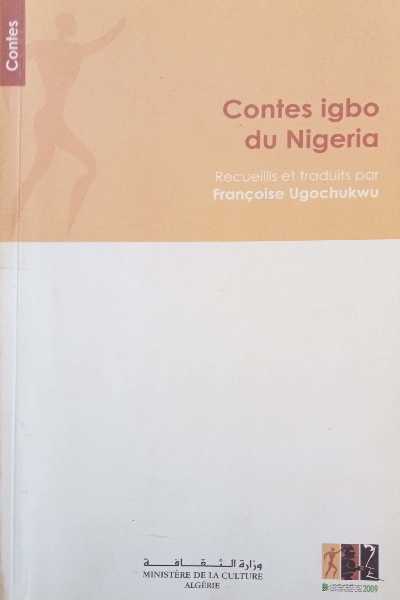 Contes
Contes igbo
du Nigeria
Recueillis et traduits par
Françoise Ugochukwu
وزارة الثقافة
MINISTÈRE DE LA CULTURE
ALGÉRIE
2009